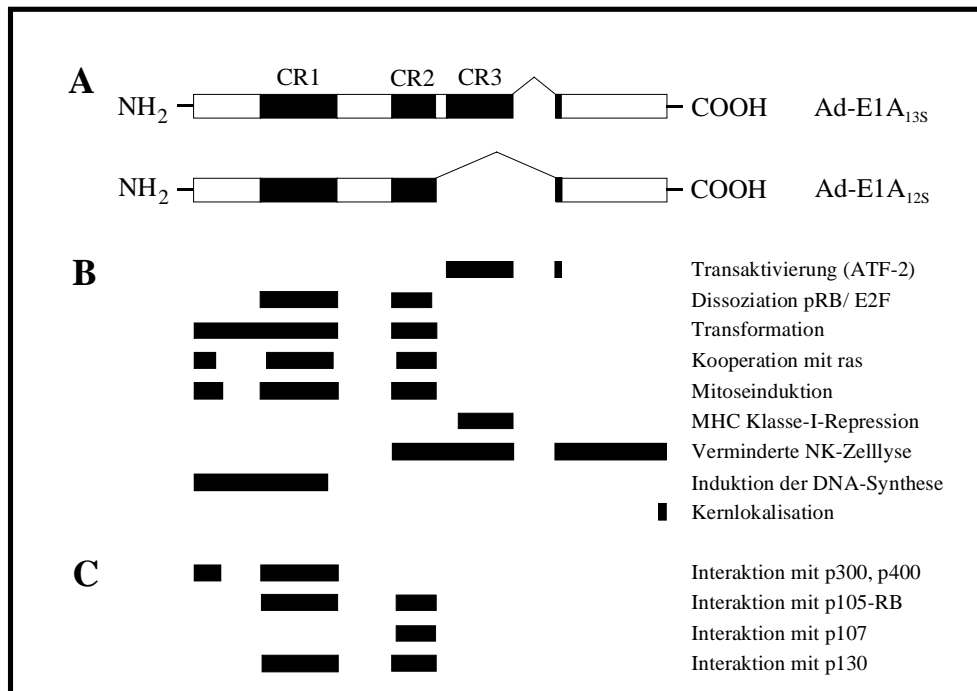 A
CR1 CR2 CR3
NH2 COOH Ad-E1A13S
NH2 COOH Ad-E1A12S
B
Transaktivierung (ATF-2)
Dissoziation pRB/ E2F
Transformation
Kooperation mit ras
Mitoseinduktion
MHC Klasse-I-Repression
Verminderte NK-Zelllyse
Induktion der DNA-Synthese
Kernlokalisation
C
Interaktion mit p300, p400
Interaktion mit p105-RB
Interaktion mit p107
Interaktion mit p130